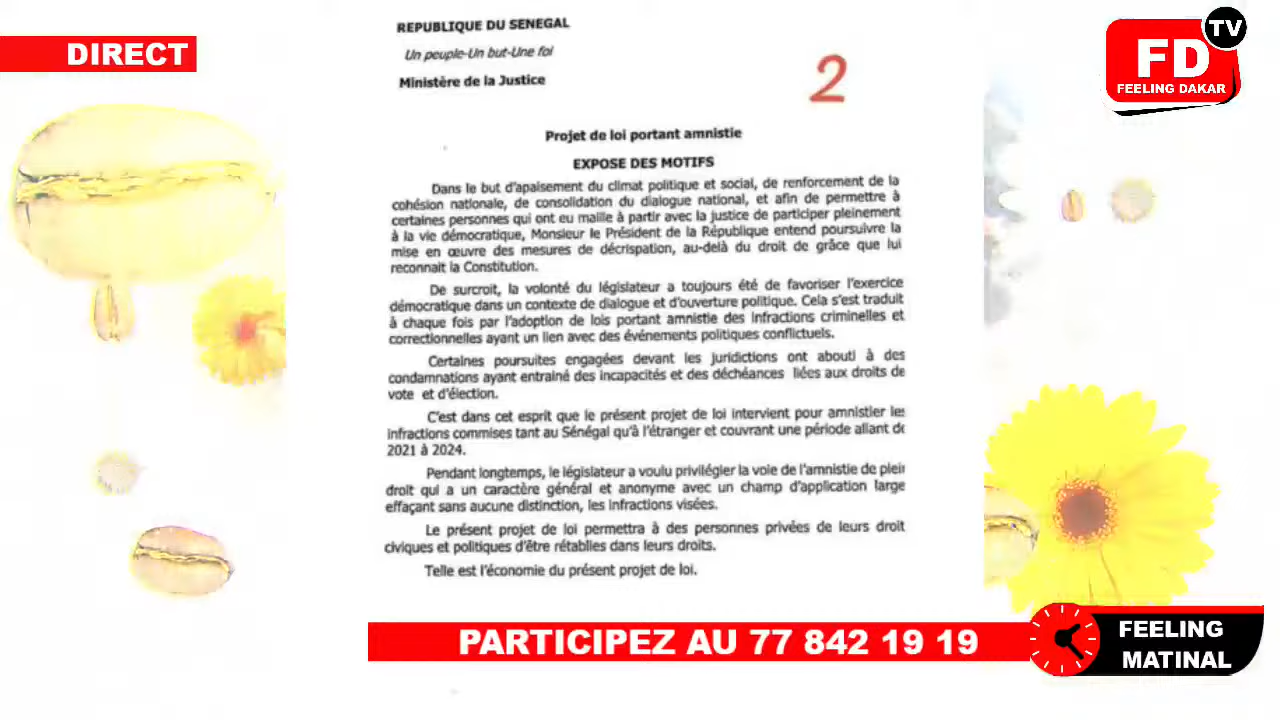 DIRECT
TV
FD
FEELING DAKAR
REPUBLIQUE DU SENEGAL
Un peuple-Un but-Une foi
Ministère de la Justice
2
Projet de loi portant amnistie
EXPOSE DES MOTIFS
Dans le but d'apaisement du climat politique et social, de renforcement de la
cohésion nationale, de consolidation du dialogue national, et afin de permettre à
certaines personnes qui ont eu maille à partir avec la justice de participer pleinement
à la vie démocratique, Monsieur le Président de la République entend poursuivre la
mise en œuvre des mesures de décrispation, au-delà du droit de grâce que lui
reconnait la Constitution.
De surcroit, la volonté du législateur a toujours été de favoriser l'exercice
démocratique dans un contexte de dialogue et d'ouverture politique. Cela s'est traduit
à chaque fois par l'adoption de lois portant amnistie des infractions criminelles et
correctionnelles ayant un lien avec des événements politiques conflictuels.
Certaines poursuites engagées devant les juridictions ont abouti à des
condamnations ayant entrainé des incapacités et des déchéances liées aux droits de
vote et d'élection.
C'est dans cet esprit que le présent projet de loi intervient pour amnistier les
infractions commises tant au Sénégal qu'à l'étranger et couvrant une période allant de
2021 à 2024.
Pendant longtemps, le législateur a voulu privilégier la voie de l'amnistie de plein
droit qui a un caractère général et anonyme avec un champ d'application large
effaçant sans aucune distinction, les infractions visées.
Le présent projet de loi permettra à des personnes privées de leurs droit
civiques et politiques d'être rétablies dans leurs droits.
Telle est l'économie du présent projet de loi.
PARTICIPEZ AU 77 842 19 19
FEELING
MATINAL